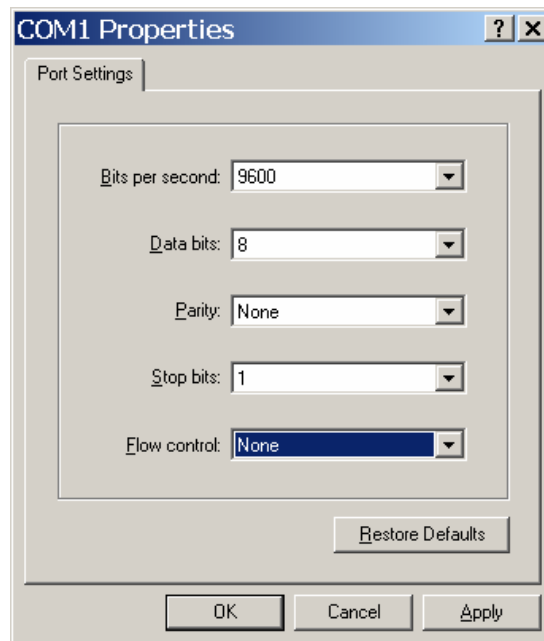 COM1 Properties
Port Settings
Bits per second: 9600
Data bits: 8
Parity: None
Stop bits: 1
Flow control: None
Restore Defaults
OK Cancel Apply